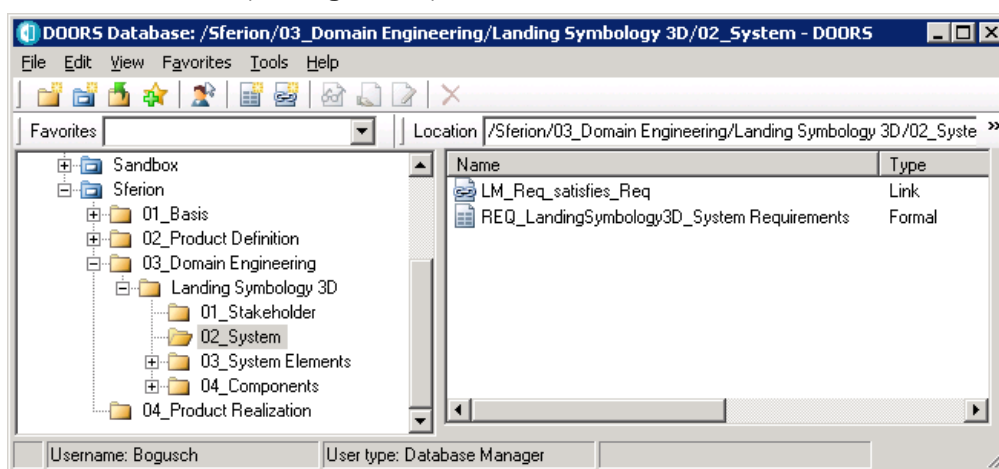 DOORS Database: /Sferion/03_Domain Engineering/Landing Symbology 3D/02_System - DOORS
File Edit View Favorites Tools Help
Favorites Location /Sferion/03_Domain Engineering/Landing Symbology 3D/02_Syste
Sandbox
Sferion
01_Basis
02_Product Definition
03_Domain Engineering
Landing Symbology 3D
01_Stakeholder
02_System
03_System Elements
04_Components
04_Product Realization
Name Type
LM_Req_satisfies_Req Link
REQ_LandingSymbology3D_System Requirements Formal
Username: Bogusch User type: Database Manager